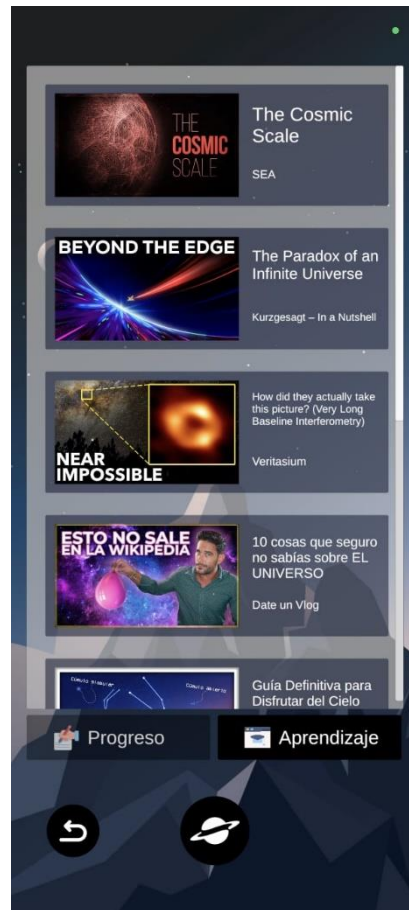 THE
COSMIC
SCALE
The Cosmic
Scale
SEA
BEYOND THE EDGE
The Paradox of an
Infinite Universe
Kurzgesagt – In a Nutshell
How did they actually take
this picture? (Very Long
Baseline Interferometry)
NEAR
IMPOSSIBLE
Veritasium
ESTO NO SALE
EN LA WIKIPEDIA
10 cosas que seguro
no sabías sobre EL
UNIVERSO
Date un Vlog
Cúmulo globular
Cúmulo abierto
Guía Definitiva para
Disfrutar del Cielo
Progreso
Aprendizaje